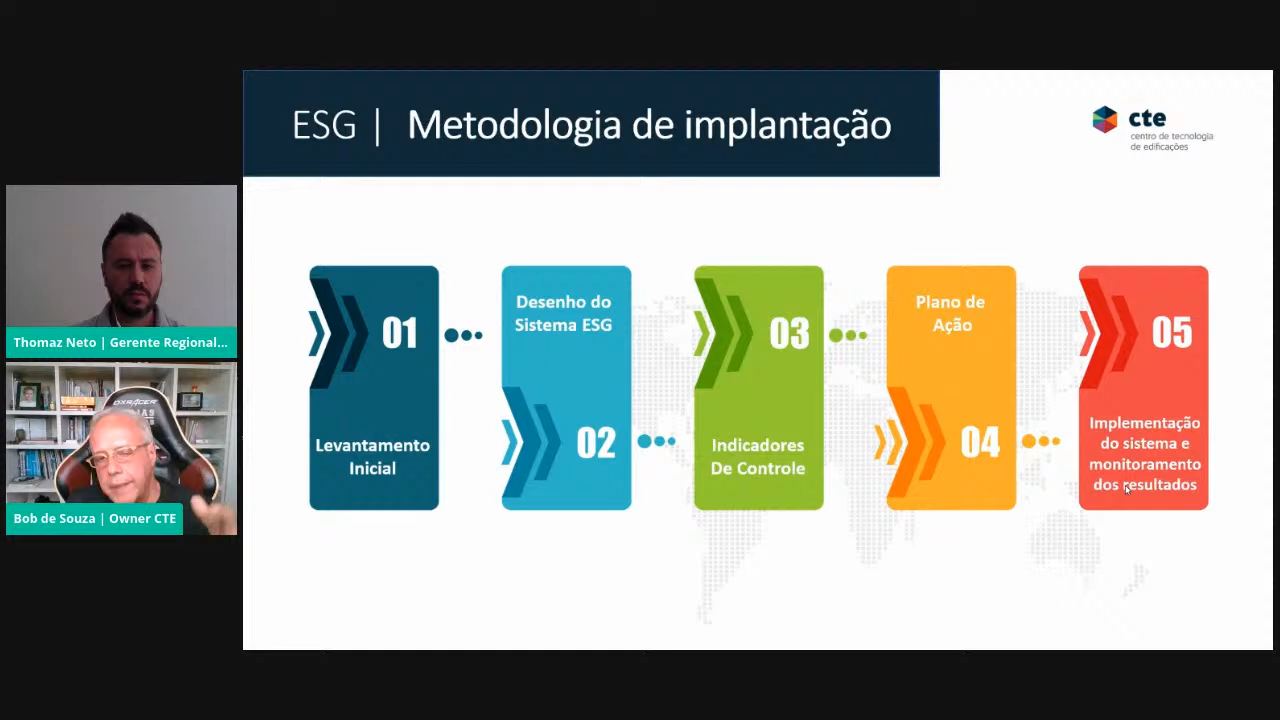 ESG | Metodologia de implantação
cte
centro de tecnologia
de edificações
01
Levantamento
Inicial
Desenho do
Sistema ESG
02
03
Indicadores
De Controle
Plano de
Ação
04
05
Implementação
do sistema e
monitoramento
dos resultados
Thomaz Neto | Gerente Regional...
DXRACER
Bob de Souza | Owner CTE